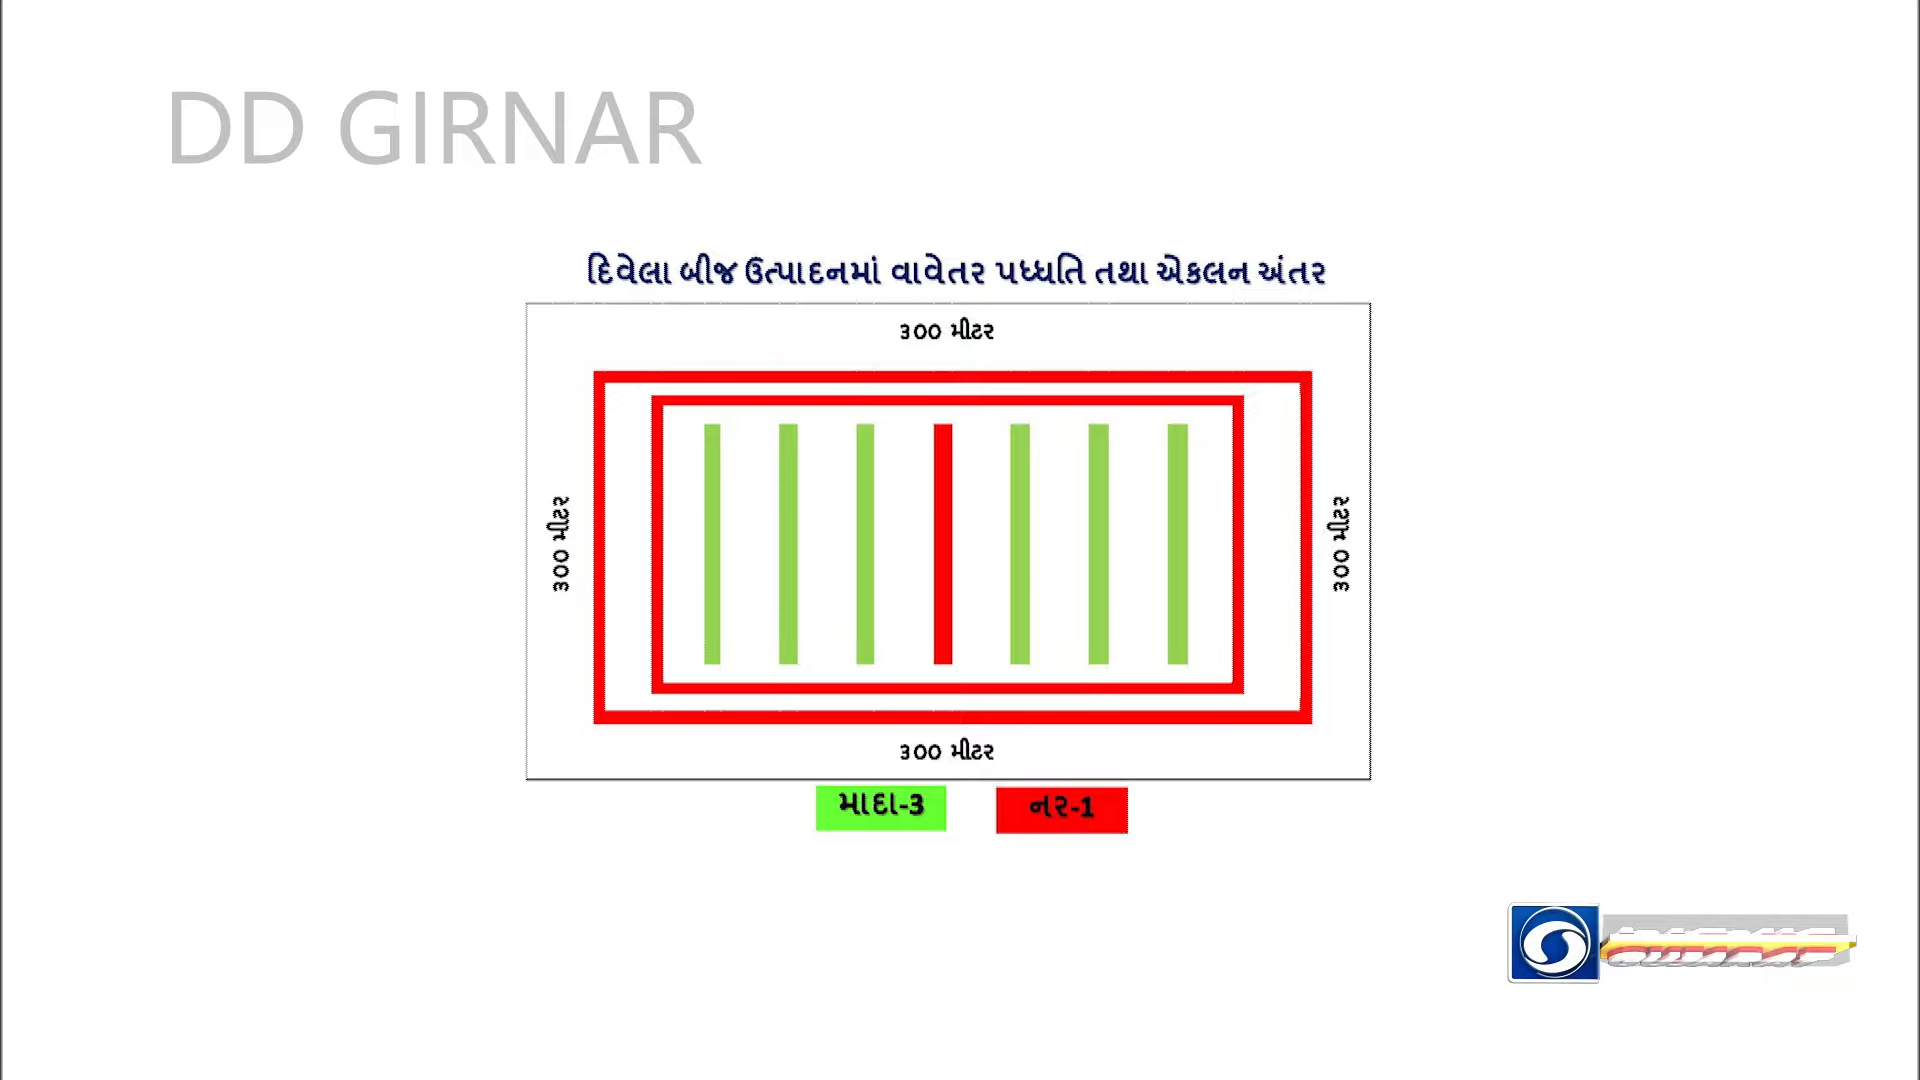 DD GIRNAR
દિવેલા બીજ ઉત્પાદનમાં વાવેતર પધ્ધતિ તથા એકલન અંતર
૩૦૦ મીટર
૩૦૦ મીટર
૩૦૦ મીટર
૩૦૦ મીટર
માદા-3
નર-1